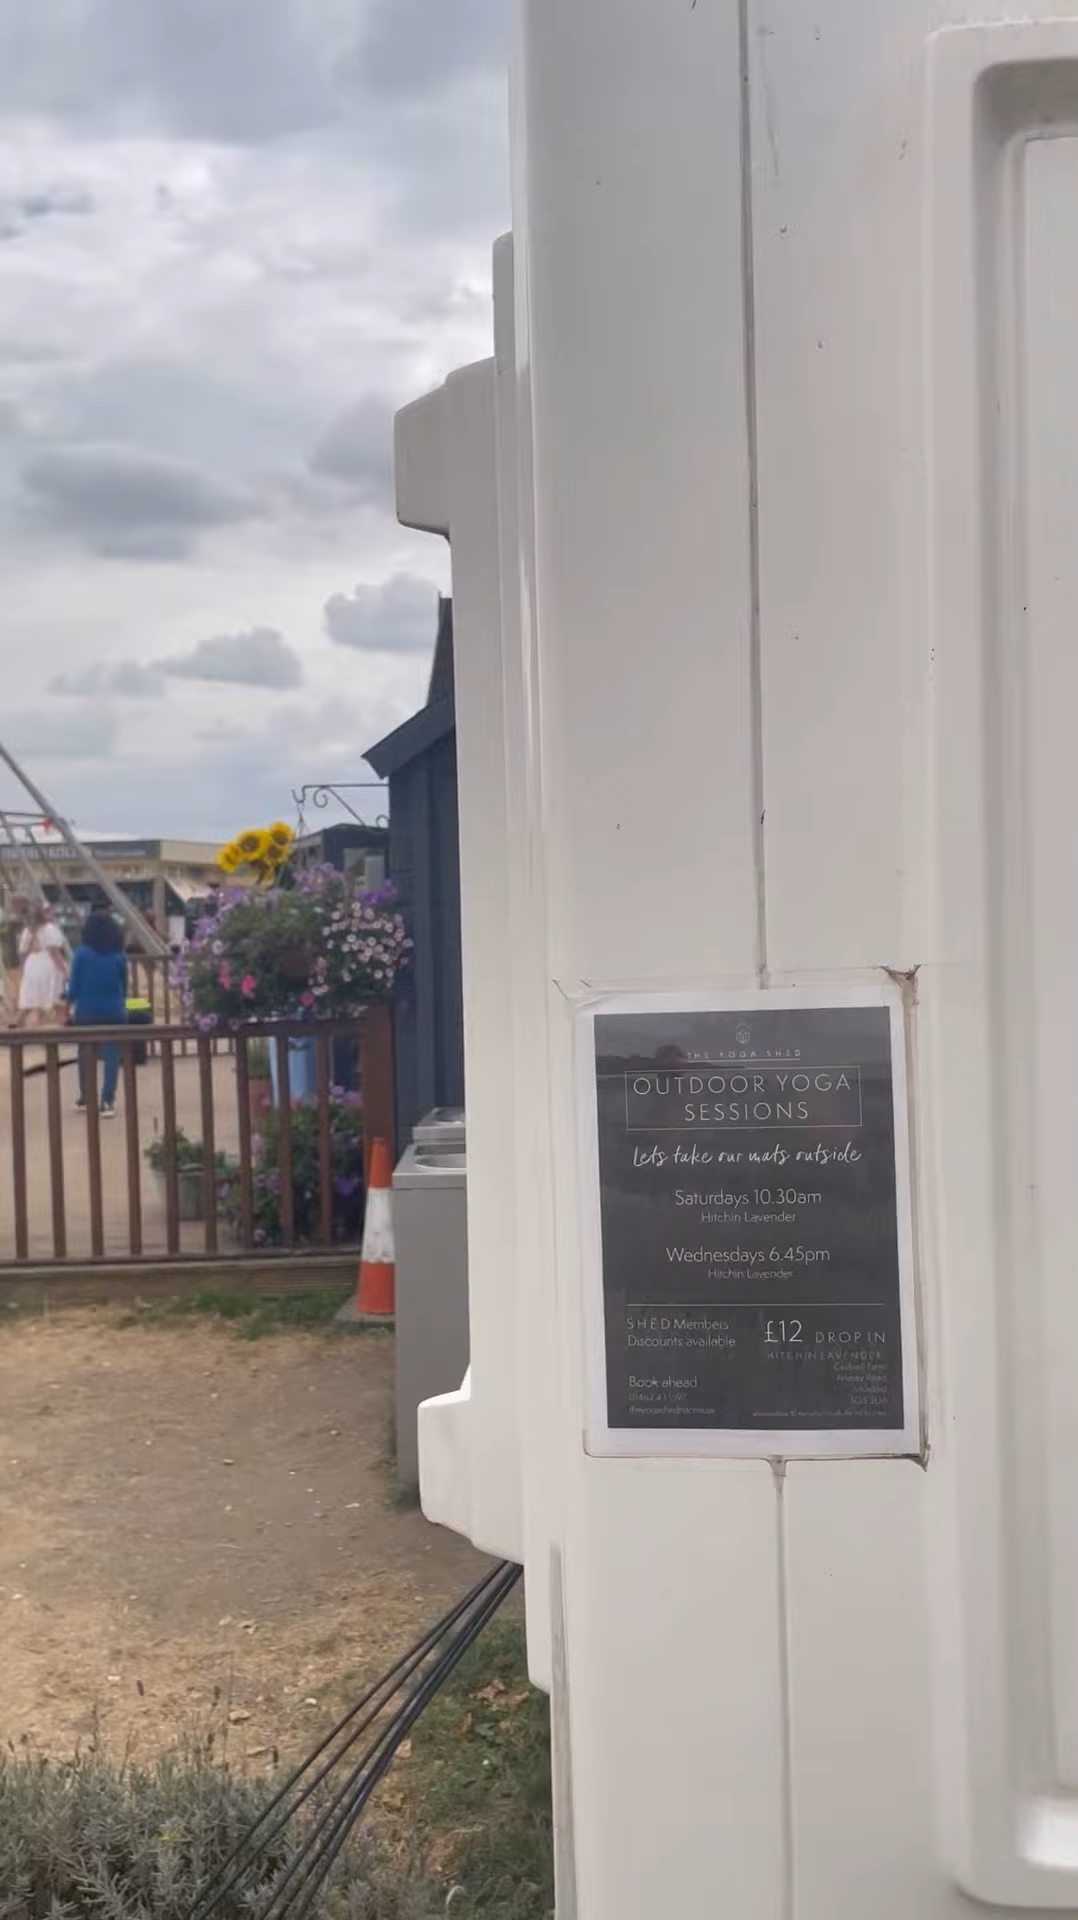 THE YOGA SHED
OUTDOOR YOGA
SESSIONS
Lets take our mats outside
Saturdays 10.30am
Hitchin Lavender
Wednesdays 6.45pm
Hitchin Lavender
SHED Members
Discounts available
£12 DROP IN
HITCHIN LAVENDER
Book ahead